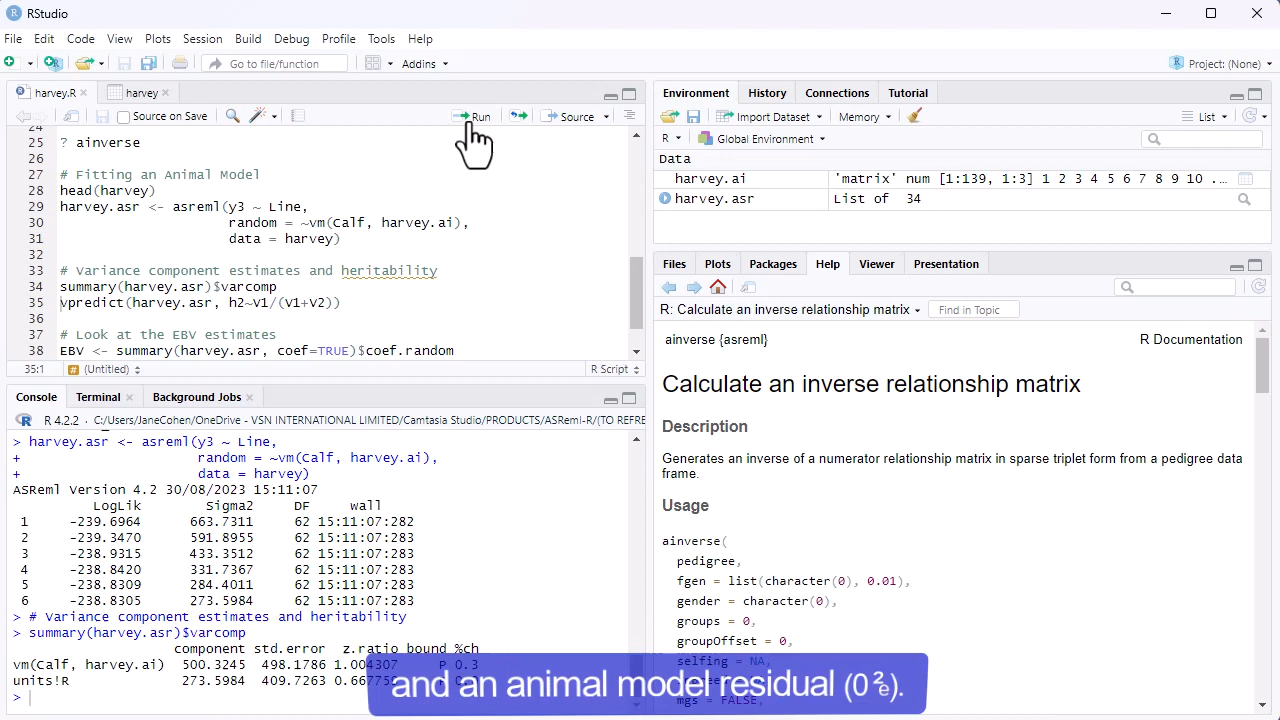 RStudio
File Edit Code View Plots Session Build Debug Profile Tools Help
Go to file/function Addins Project: (None)
harvey.R harvey
Source on Save Run Source
24
25 ? ainverse
26
27 # Fitting an Animal Model
28 head(harvey)
29 harvey.asr <- asreml(y3 ~ Line,
30 random = ~vm(Calf, harvey.ai),
31 data = harvey)
32
33 # Variance component estimates and heritability
34 summary(harvey.asr)$varcomp
35 vpredict(harvey.asr, h2~V1/(V1+V2))
36
37 # Look at the EBV estimates
38 EBV <- summary(harvey.asr, coef=TRUE)$coef.random
35:1 # (Untitled) R Script
Console Terminal Background Jobs
R 4.2.2 · C:/Users/JaneCohen/OneDrive - VSN INTERNATIONAL LIMITED/Camtasia Studio/PRODUCTS/ASReml-R/(TO REFRE
> harvey.asr <- asreml(y3 ~ Line,
+ random = ~vm(Calf, harvey.ai),
+ data = harvey)
ASReml Version 4.2 30/08/2023 15:11:07
LogLik Sigma2 DF wall
1 -239.6964 663.7311 62 15:11:07:282
2 -239.3470 591.8955 62 15:11:07:283
3 -238.9315 433.3512 62 15:11:07:283
4 -238.8420 331.7367 62 15:11:07:283
5 -238.8309 284.4011 62 15:11:07:283
6 -238.8305 273.5984 62 15:11:07:283
> # Variance component estimates and heritability
> summary(harvey.asr)$varcomp
component std.error z.ratio bound %ch
vm(Calf, harvey.ai) 500.3245 498.1786 1.004307 P 0.3
units!R 273.5984 409.7263
>
Environment History Connections Tutorial
Import Dataset Memory List
R Global Environment
Data
harvey.ai 'matrix' num [1:139, 1:3] 1 2 3 4 5 6 7 8 9 10 ...
harvey.asr List of 34
Files Plots Packages Help Viewer Presentation
R: Calculate an inverse relationship matrix Find in Topic
ainverse {asreml} R Documentation
Calculate an inverse relationship matrix
Description
Generates an inverse of a numerator relationship matrix in sparse triplet form from a pedigree data
frame.
Usage
ainverse(
pedigree,
fgen = list(character(0), 0.01),
gender = character(0),
groups = 0,
groupOffset = 0,
selfing = NA,
mgs = FALSE,
and an animal model residual (0²e).